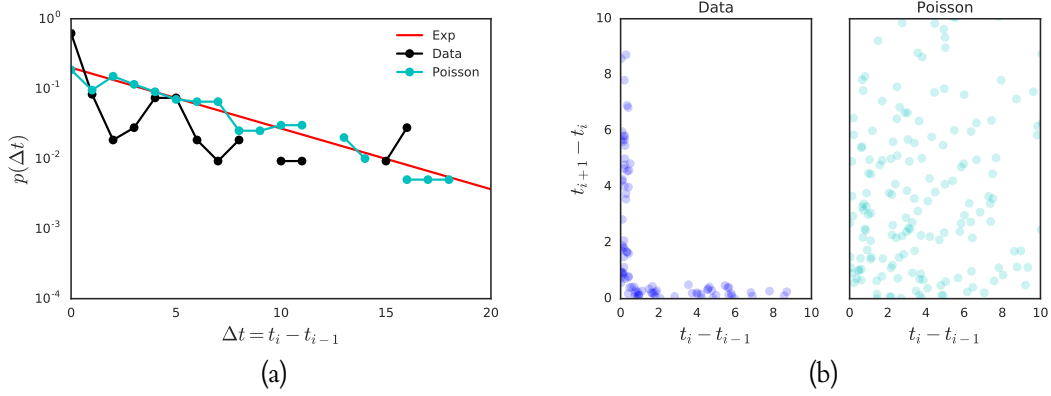 10^0
10^{-1}
10^{-2}
10^{-3}
10^{-4}
p(Δt)
0 5 10 15 20
Δt = t_i − t_{i−1}
Exp
Data
Poisson
(a)
Data
10
8
6
4
2
0
t_{i+1} − t_i
0 2 4 6 8 10
t_i − t_{i−1}
Poisson
0 2 4 6 8 10
t_i − t_{i−1}
(b)